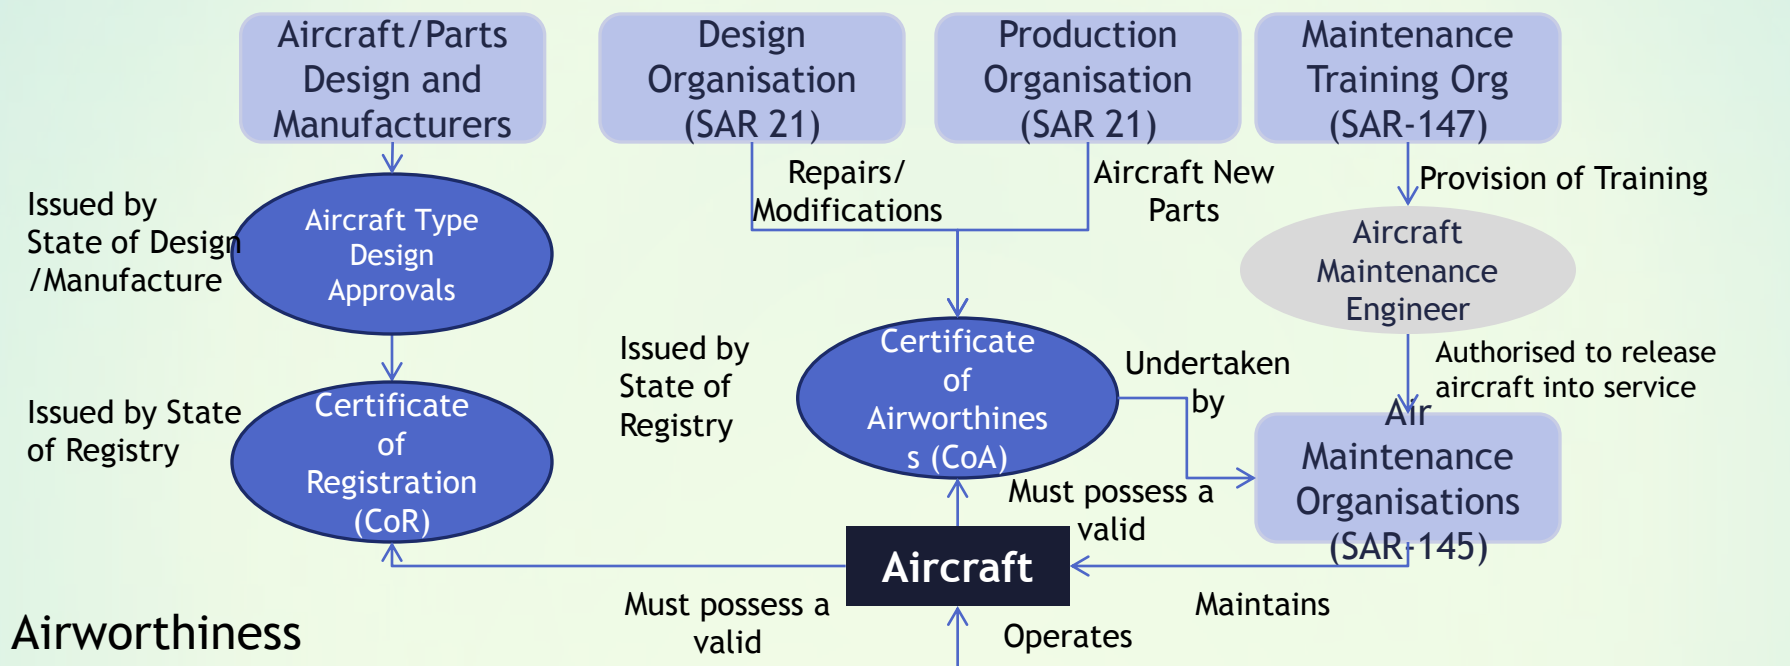 Aircraft/Parts
Design and
Manufacturers
Design
Organisation
(SAR 21)
Production
Organisation
(SAR 21)
Maintenance
Training Org
(SAR-147)
Repairs/
Modifications
Aircraft New
Parts
Provision of Training
Issued by
State of Design
/Manufacture
Aircraft Type
Design
Approvals
Aircraft
Maintenance
Engineer
Issued by
State of
Registry
Certificate
of
Airworthines
s (CoA)
Undertaken
by
Authorised to release
aircraft into service
Issued by State
of Registry
Certificate
of
Registration
(CoR)
Air
Maintenance
Organisations
(SAR-145)
Must possess a
valid
Aircraft
Must possess a
valid
Maintains
Operates
Airworthiness